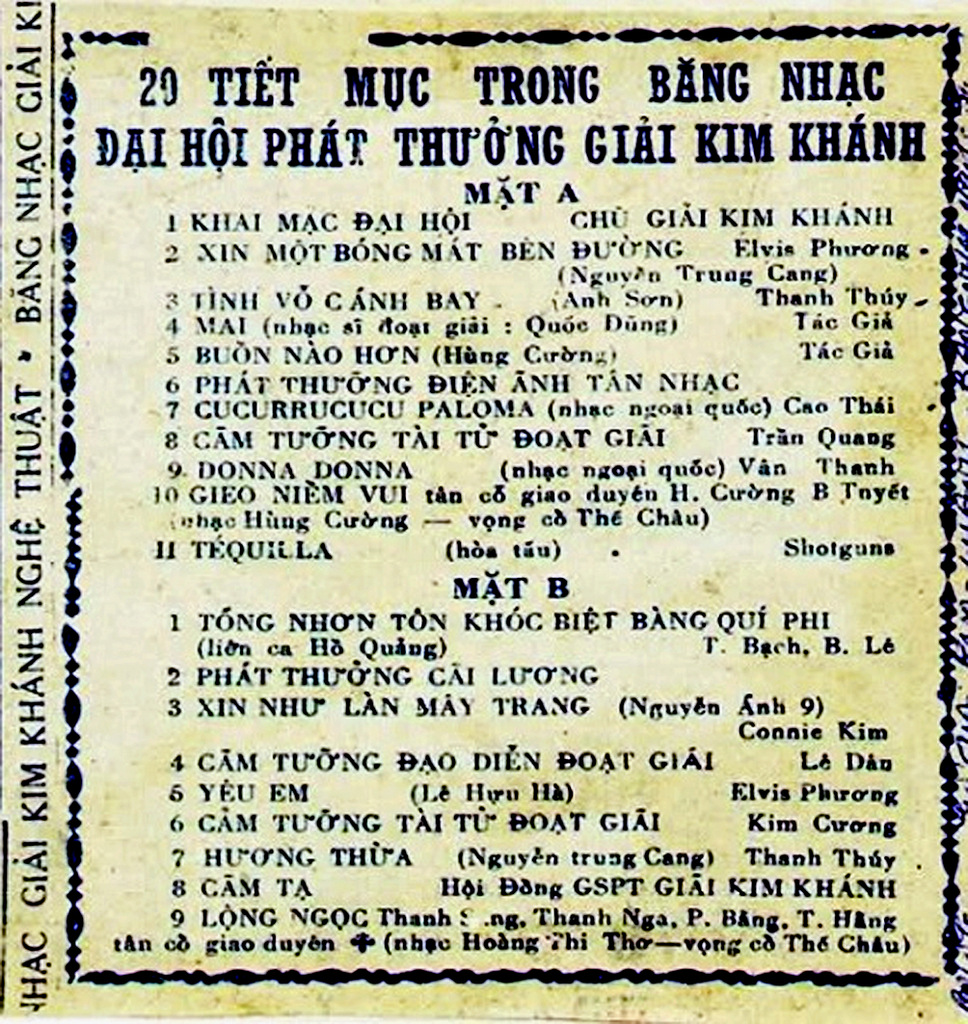 20 TIẾT MỤC TRONG BĂNG NHẠC
ĐẠI HỘI PHÁT THƯỞNG GIẢI KIM KHÁNH
MẶT A
1 KHAI MẠC ĐẠI HỘI CHỦ GIẢI KIM KHÁNH
2 XIN MỘT BÓNG MÁT BÊN ĐƯỜNG Elvis Phương
(Nguyễn Trung Cang)
3 TÌNH VỖ CÁNH BAY (Anh Sơn) Thanh Thúy
4 MAI (nhạc sĩ đoạt giải : Quốc Dũng) Tác Giả
5 BUỒN NÀO HƠN (Hùng Cường) Tác Giả
6 PHÁT THƯỞNG ĐIỆN ẢNH TÂN NHẠC
7 CUCURRUCUCU PALOMA (nhạc ngoại quốc) Cao Thái
8 CẢM TƯỞNG TÀI TỬ ĐOẠT GIẢI Trần Quang
9 DONNA DONNA (nhạc ngoại quốc) Vân Thanh
10 GIEO NIỀM VUI tân cổ giao duyên H. Cường B Tuyết
(nhạc Hùng Cường — vọng cổ Thế Châu)
11 TÉQUILLA (hòa tấu) Shotguns
MẶT B
1 TỐNG NHƠN TÔN KHÓC BIỆT BÀNG QUÍ PHI
(liên ca Hồ Quảng) T. Bạch, B. Lê
2 PHÁT THƯỞNG CẢI LƯƠNG
3 XIN NHƯ LÀN MÂY TRANG (Nguyễn Ánh 9)
Connie Kim
4 CẢM TƯỞNG ĐẠO DIỄN ĐOẠT GIẢI Lê Dân
5 YÊU EM (Lê Hựu Hà) Elvis Phương
6 CẢM TƯỞNG TÀI TỬ ĐOẠT GIẢI Kim Cương
7 HƯƠNG THỪA (Nguyễn trung Cang) Thanh Thúy
8 CẢM TẠ Hội Đồng GSPT GIẢI KIM KHÁNH
9 LỘNG NGỌC Thanh Thanh Nga, P. Bằng, T. Hằng
tân cổ giao duyên ✤ (nhạc Hoàng Thi Thơ—vọng cổ Thế Châu)
NHẠC GIẢI KIM KHÁNH NGHỆ THUẬT * BĂNG NHẠC GIẢI